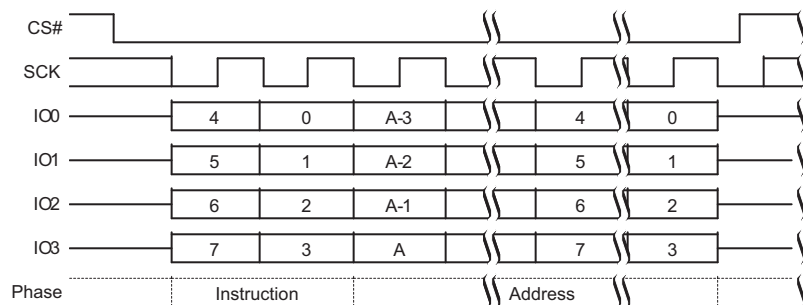 CS#
SCK
IO0 4 0 A-3 4 0
IO1 5 1 A-2 5 1
IO2 6 2 A-1 6 2
IO3 7 3 A 7 3
Phase Instruction Address